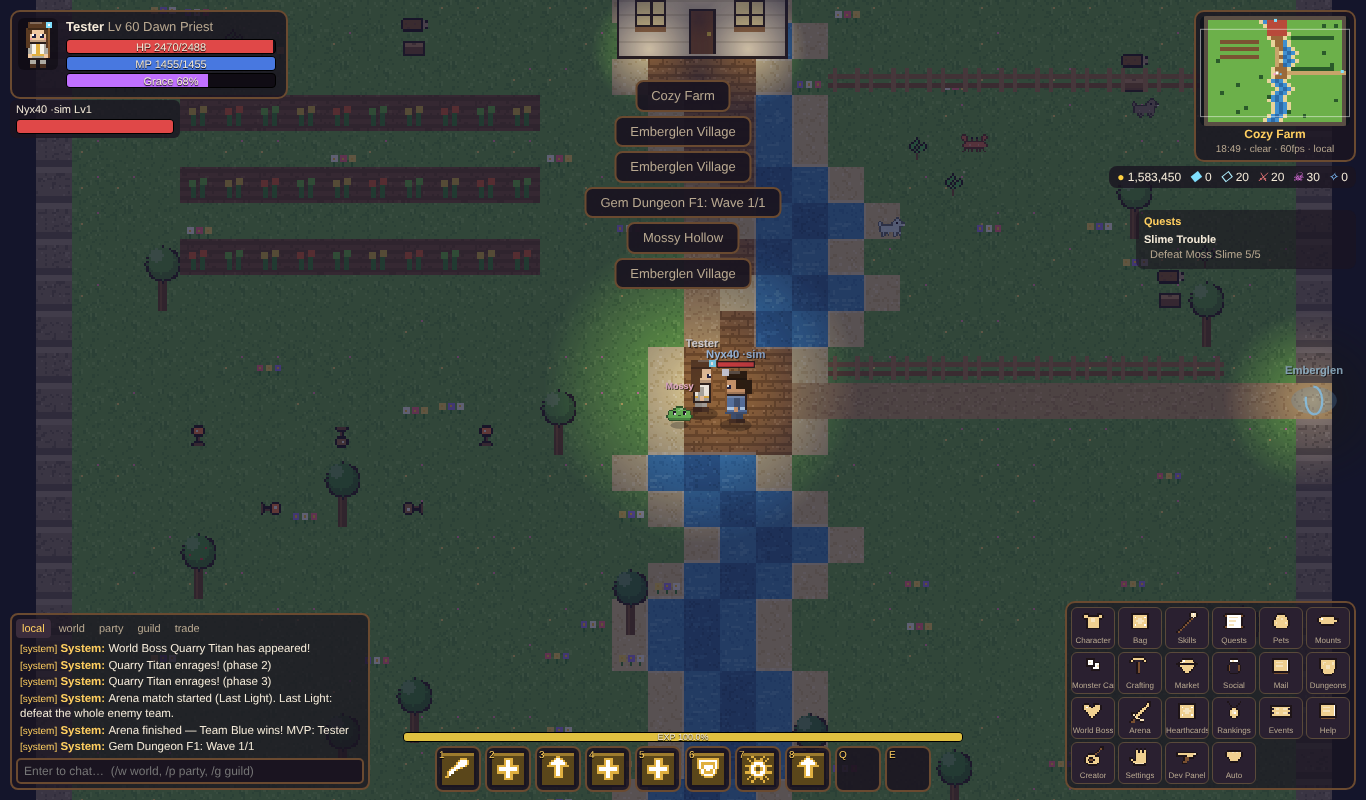 Tester Lv 60 Dawn Priest
HP 2470/2488
MP 1455/1455
Grace 68%
Nyx40 ·sim Lv1
Cozy Farm
Emberglen Village
Emberglen Village
Gem Dungeon F1: Wave 1/1
Mossy Hollow
Emberglen Village
Cozy Farm
18:49 · clear · 60fps · local
1,583,450 0 20 20 30 0
Quests
Slime Trouble
Defeat Moss Slime 5/5
Tester
Nyx40 ·sim
Mossy
Emberglen
local world party guild trade
[system] System: World Boss Quarry Titan has appeared!
[system] System: Quarry Titan enrages! (phase 2)
[system] System: Quarry Titan enrages! (phase 3)
[system] System: Arena match started (Last Light). Last Light:
defeat the whole enemy team.
[system] System: Arena finished — Team Blue wins! MVP: Tester
[system] System: Gem Dungeon F1: Wave 1/1
Enter to chat… (/w world, /p party, /g guild)
EXP 100.0%
1 2 3 4 5 6 7 8 Q E
Character Bag Skills Quests Pets Mounts
Monster Ca Crafting Market Social Mail Dungeons
World Boss Arena Hearthcards Rankings Events Help
Creator Settings Dev Panel Auto